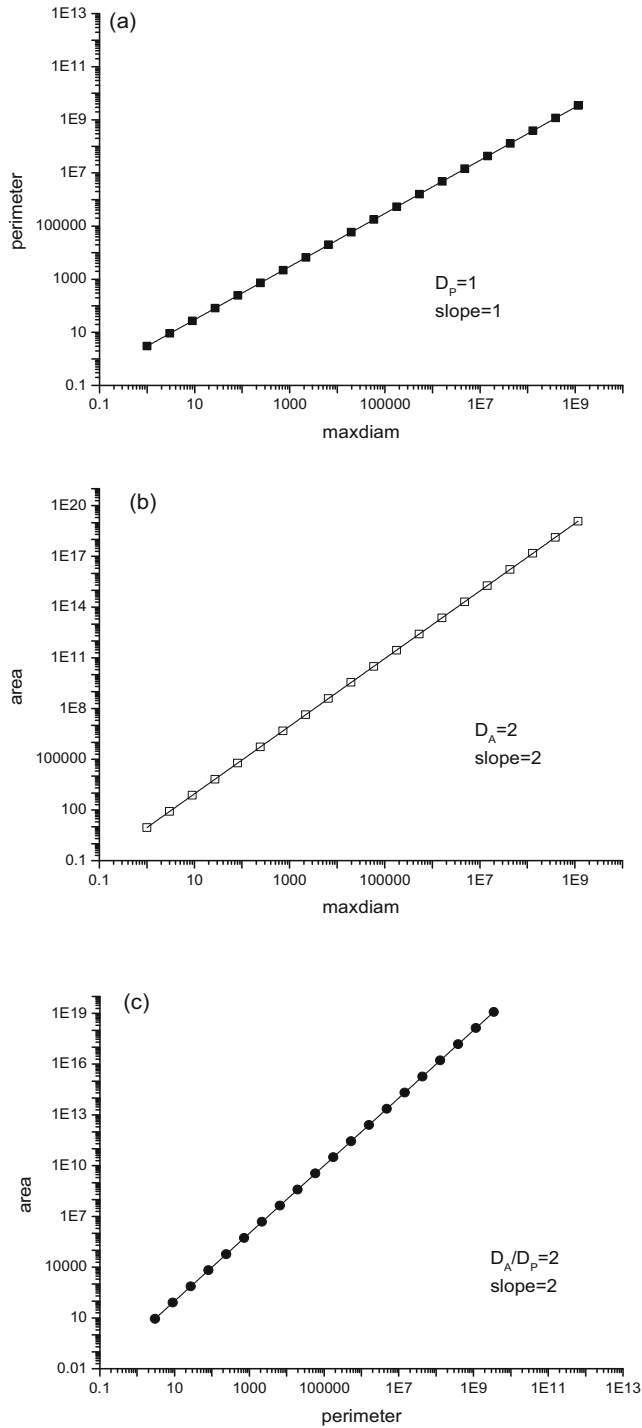 (a)
1E13
1E11
1E9
1E7
100000
1000
10
0.1
perimeter
D_P=1
slope=1
0.1 10 1000 100000 1E7 1E9
maxdiam
(b)
1E20
1E17
1E14
1E11
1E8
100000
100
0.1
area
D_A=2
slope=2
0.1 10 1000 100000 1E7 1E9
maxdiam
(c)
1E19
1E16
1E13
1E10
1E7
10000
10
0.01
area
D_A/D_P=2
slope=2
0.1 10 1000 100000 1E7 1E9 1E11 1E13
perimeter